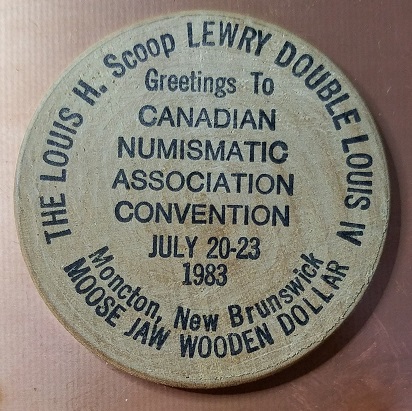 THE LOUIS H. Scoop LEWRY DOUBLE LOUIS IV
Greetings To
CANADIAN
NUMISMATIC
ASSOCIATION
CONVENTION
JULY 20-23
1983
Moncton, New Brunswick
MOOSE JAW WOODEN DOLLAR